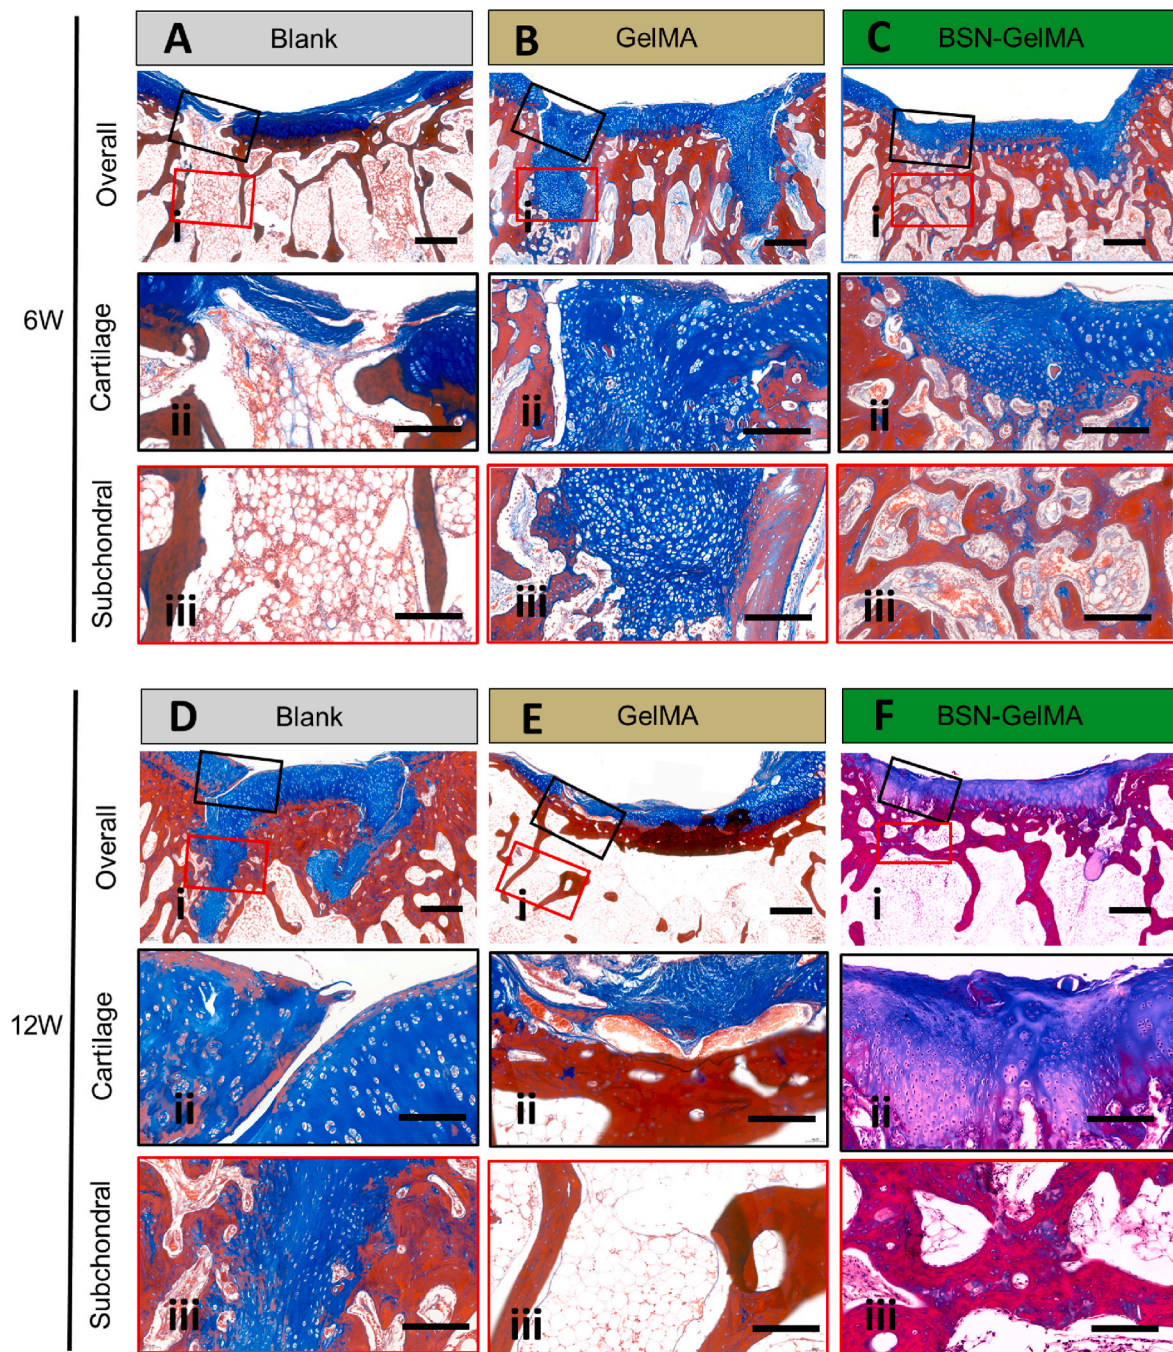 A Blank
B GelMA
C BSN-GelMA
6W
Overall
i
i
i
Cartilage
ii
ii
ii
Subchondral
iii
iii
iii
D Blank
E GelMA
F BSN-GelMA
12W
Overall
i
i
i
Cartilage
ii
ii
ii
Subchondral
iii
iii
iii